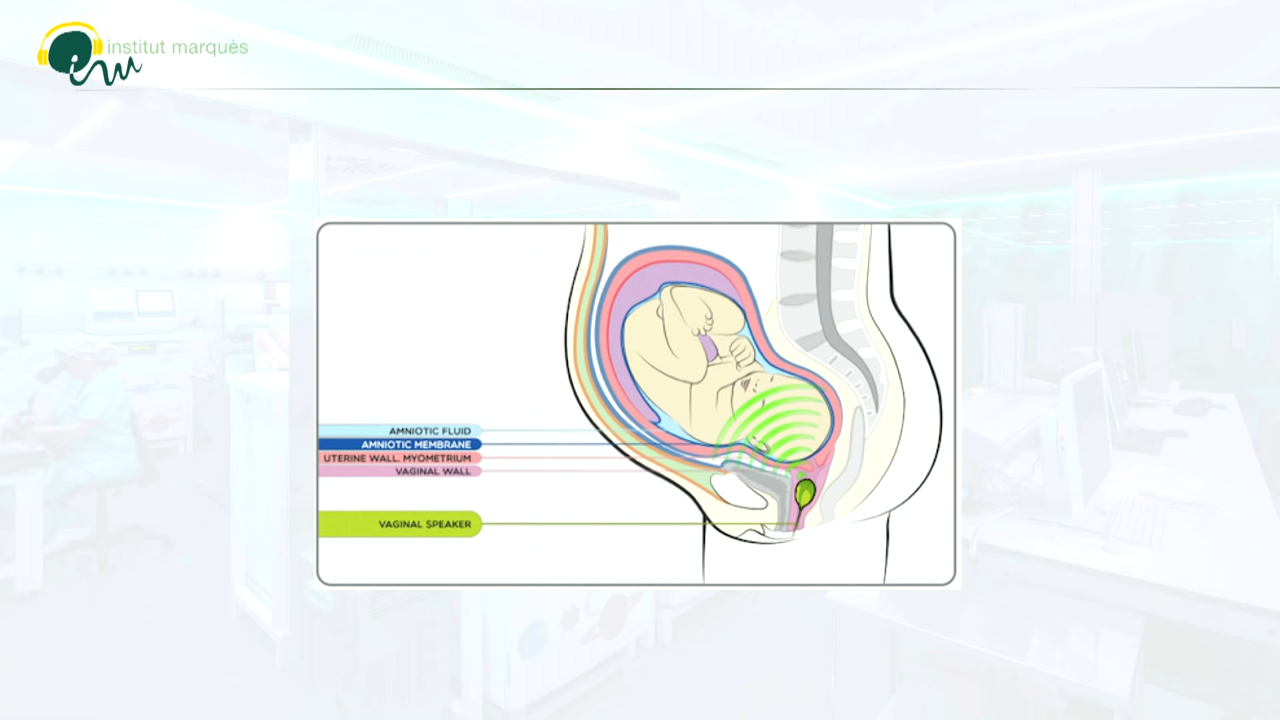 institut marquès
AMNIOTIC FLUID
AMNIOTIC MEMBRANE
UTERINE WALL. MYOMETRIUM
VAGINAL WALL
VAGINAL SPEAKER